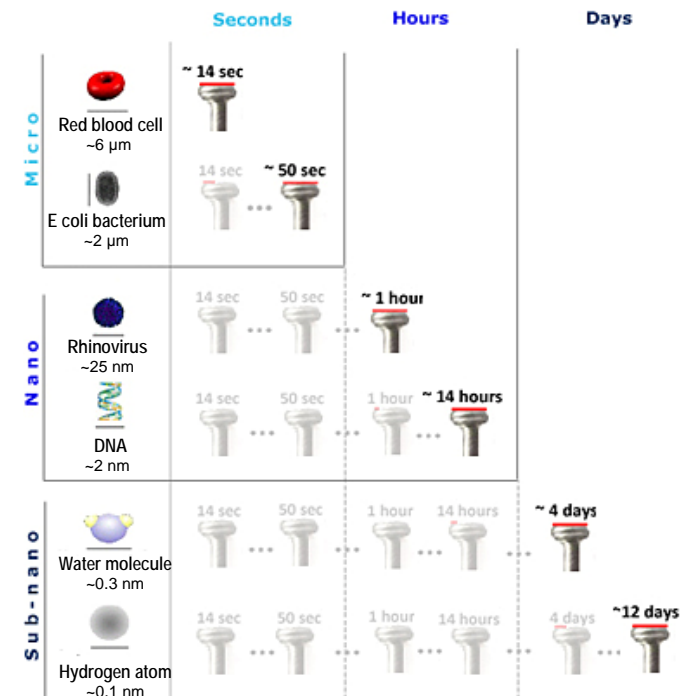 Seconds Hours Days
Micro
~ 14 sec
Red blood cell
~6 µm
14 sec ~ 50 sec
E coli bacterium
~2 µm
Nano
14 sec 50 sec ~ 1 hour
Rhinovirus
~25 nm
14 sec 50 sec 1 hour ~ 14 hours
DNA
~2 nm
Sub-nano
14 sec 50 sec 1 hour 14 hours ~ 4 days
Water molecule
~0.3 nm
14 sec 50 sec 1 hour 14 hours 4 days ~12 days
Hydrogen atom
~0.1 nm